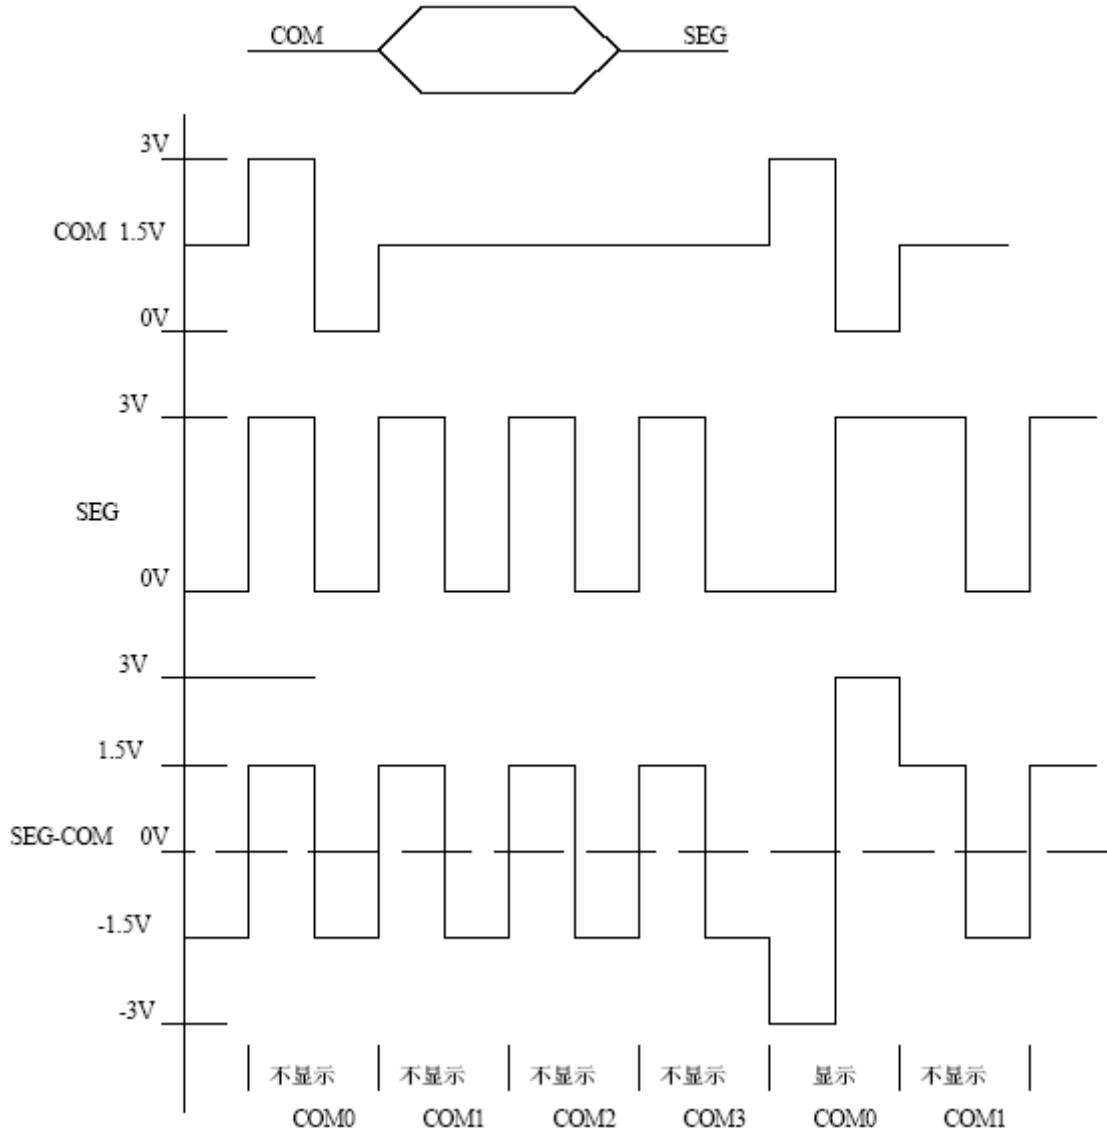 COM SEG
3V
COM 1.5V
0V
3V
SEG
0V
3V
1.5V
SEG-COM 0V
-1.5V
-3V
不显示 不显示 不显示 不显示 显示 不显示
COM0 COM1 COM2 COM3 COM0 COM1